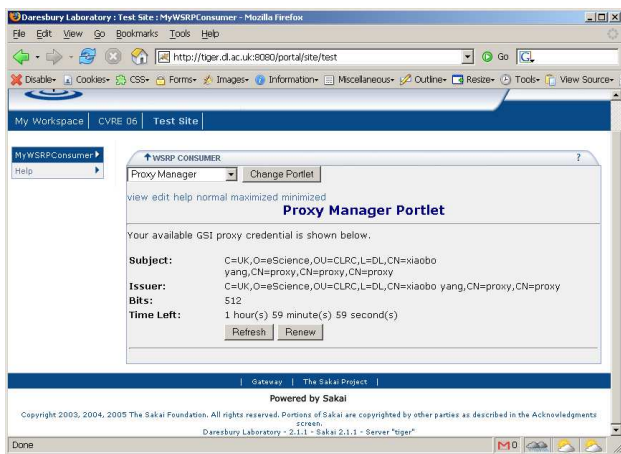 Daresbury Laboratory : Test Site : MyWSRPConsumer - Mozilla Firefox
File Edit View Go Bookmarks Tools Help
http://tiger.dl.ac.uk:8080/portal/site/test Go G
Disable Cookies CSS Forms Images Information Miscellaneous Outline Resize Tools View Source
My Workspace CVRE 06 Test Site
MyWSRPConsumer
Help
WSRP CONSUMER ?
Proxy Manager Change Portlet
view edit help normal maximized minimized
Proxy Manager Portlet
Your available GSI proxy credential is shown below.
Subject: C=UK,O=eScience,OU=CLRC,L=DL,CN=xiaobo
yang,CN=proxy,CN=proxy,CN=proxy
Issuer: C=UK,O=eScience,OU=CLRC,L=DL,CN=xiaobo yang,CN=proxy,CN=proxy
Bits: 512
Time Left: 1 hour(s) 59 minute(s) 59 second(s)
Refresh Renew
| Gateway | The Sakai Project |
Powered by Sakai
Copyright 2003, 2004, 2005 The Sakai Foundation. All rights reserved. Portions of Sakai are copyrighted by other parties as described in the Acknowledgments
screen.
Daresbury Laboratory - 2.1.1 - Sakai 2.1.1 - Server "tiger"
Done M 0